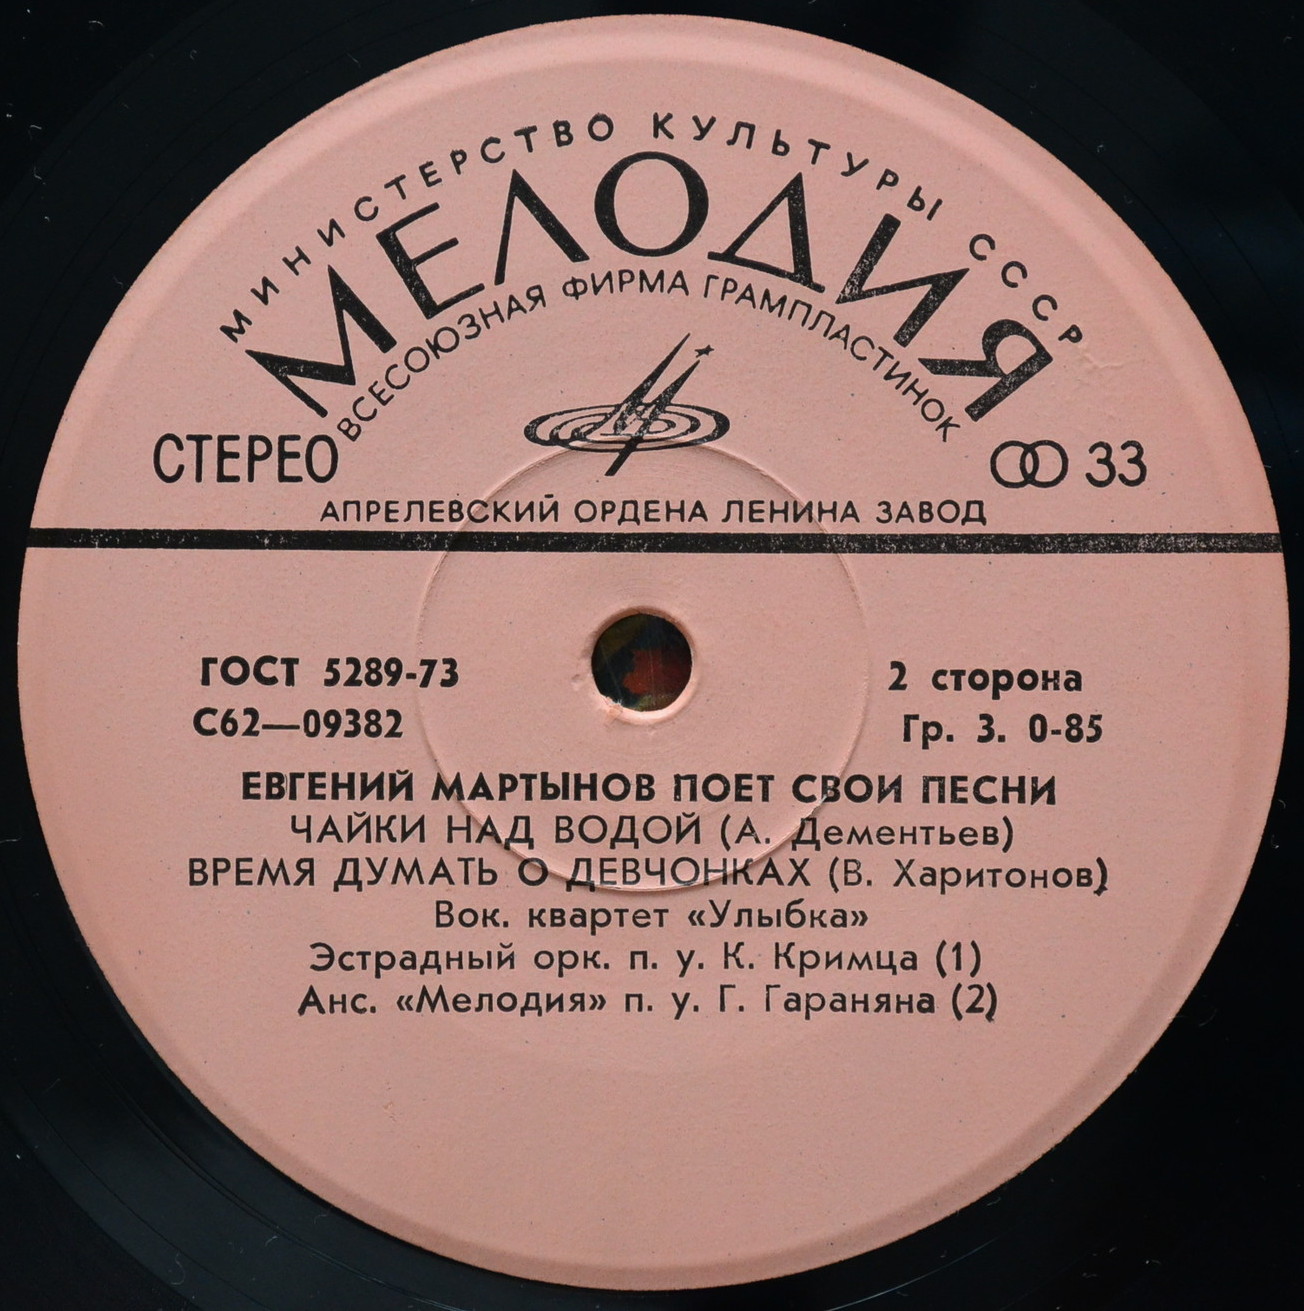 МИНИСТЕРСТВО КУЛЬТУРЫ СССР
МЕЛОДИЯ
ВСЕСОЮЗНАЯ ФИРМА ГРАМПЛАСТИНОК
СТЕРЕО
33
АПРЕЛЕВСКИЙ ОРДЕНА ЛЕНИНА ЗАВОД
ГОСТ 5289-73
2 сторона
С62—09382
Гр. 3. 0-85
ЕВГЕНИЙ МАРТЫНОВ ПОЕТ СВОИ ПЕСНИ
ЧАЙКИ НАД ВОДОЙ (А. Дементьев)
ВРЕМЯ ДУМАТЬ О ДЕВЧОНКАХ (В. Харитонов)
Вок. квартет «Улыбка»
Эстрадный орк. п. у. К. Кримца (1)
Анс. «Мелодия» п. у. Г. Гараняна (2)